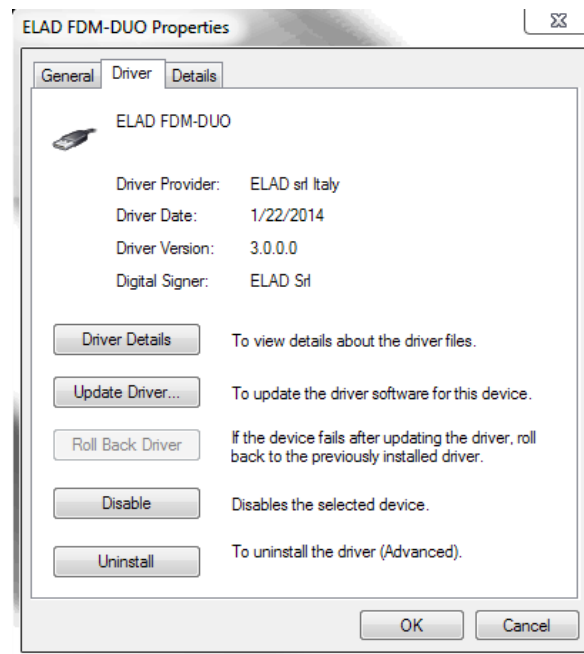 ELAD FDM-DUO Properties
General Driver Details
ELAD FDM-DUO
Driver Provider: ELAD srl Italy
Driver Date: 1/22/2014
Driver Version: 3.0.0.0
Digital Signer: ELAD Srl
Driver Details To view details about the driver files.
Update Driver... To update the driver software for this device.
Roll Back Driver If the device fails after updating the driver, roll
back to the previously installed driver.
Disable Disables the selected device.
Uninstall To uninstall the driver (Advanced).
OK Cancel